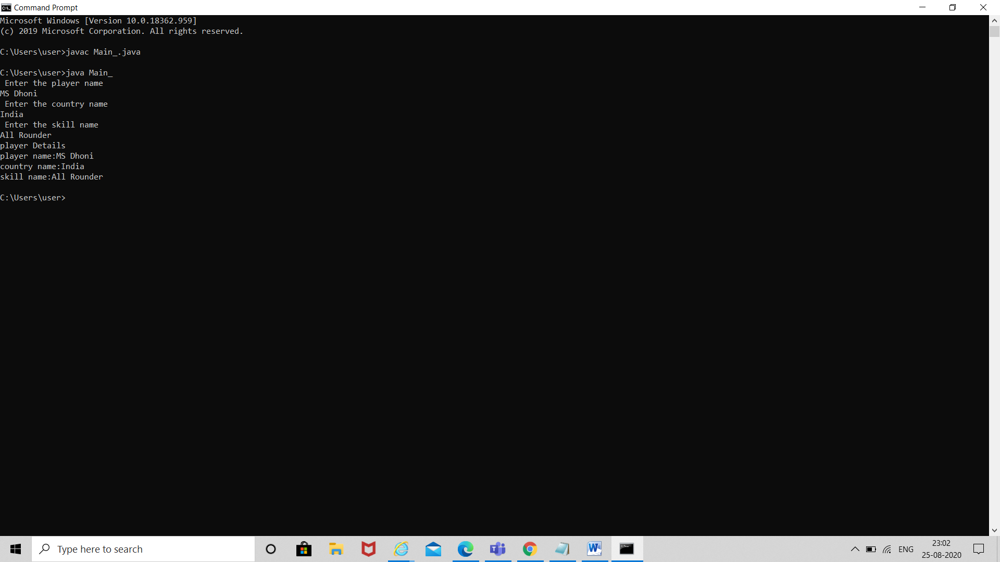 Command Prompt
Microsoft Windows [Version 10.0.18362.959]
(c) 2019 Microsoft Corporation. All rights reserved.
C:\Users\user>javac Main_.java
C:\Users\user>java Main_
Enter the player name
MS Dhoni
Enter the country name
India
Enter the skill name
All Rounder
player Details
player name:MS Dhoni
country name:India
skill name:All Rounder
C:\Users\user>
Type here to search
ENG
23:02
25-08-2020